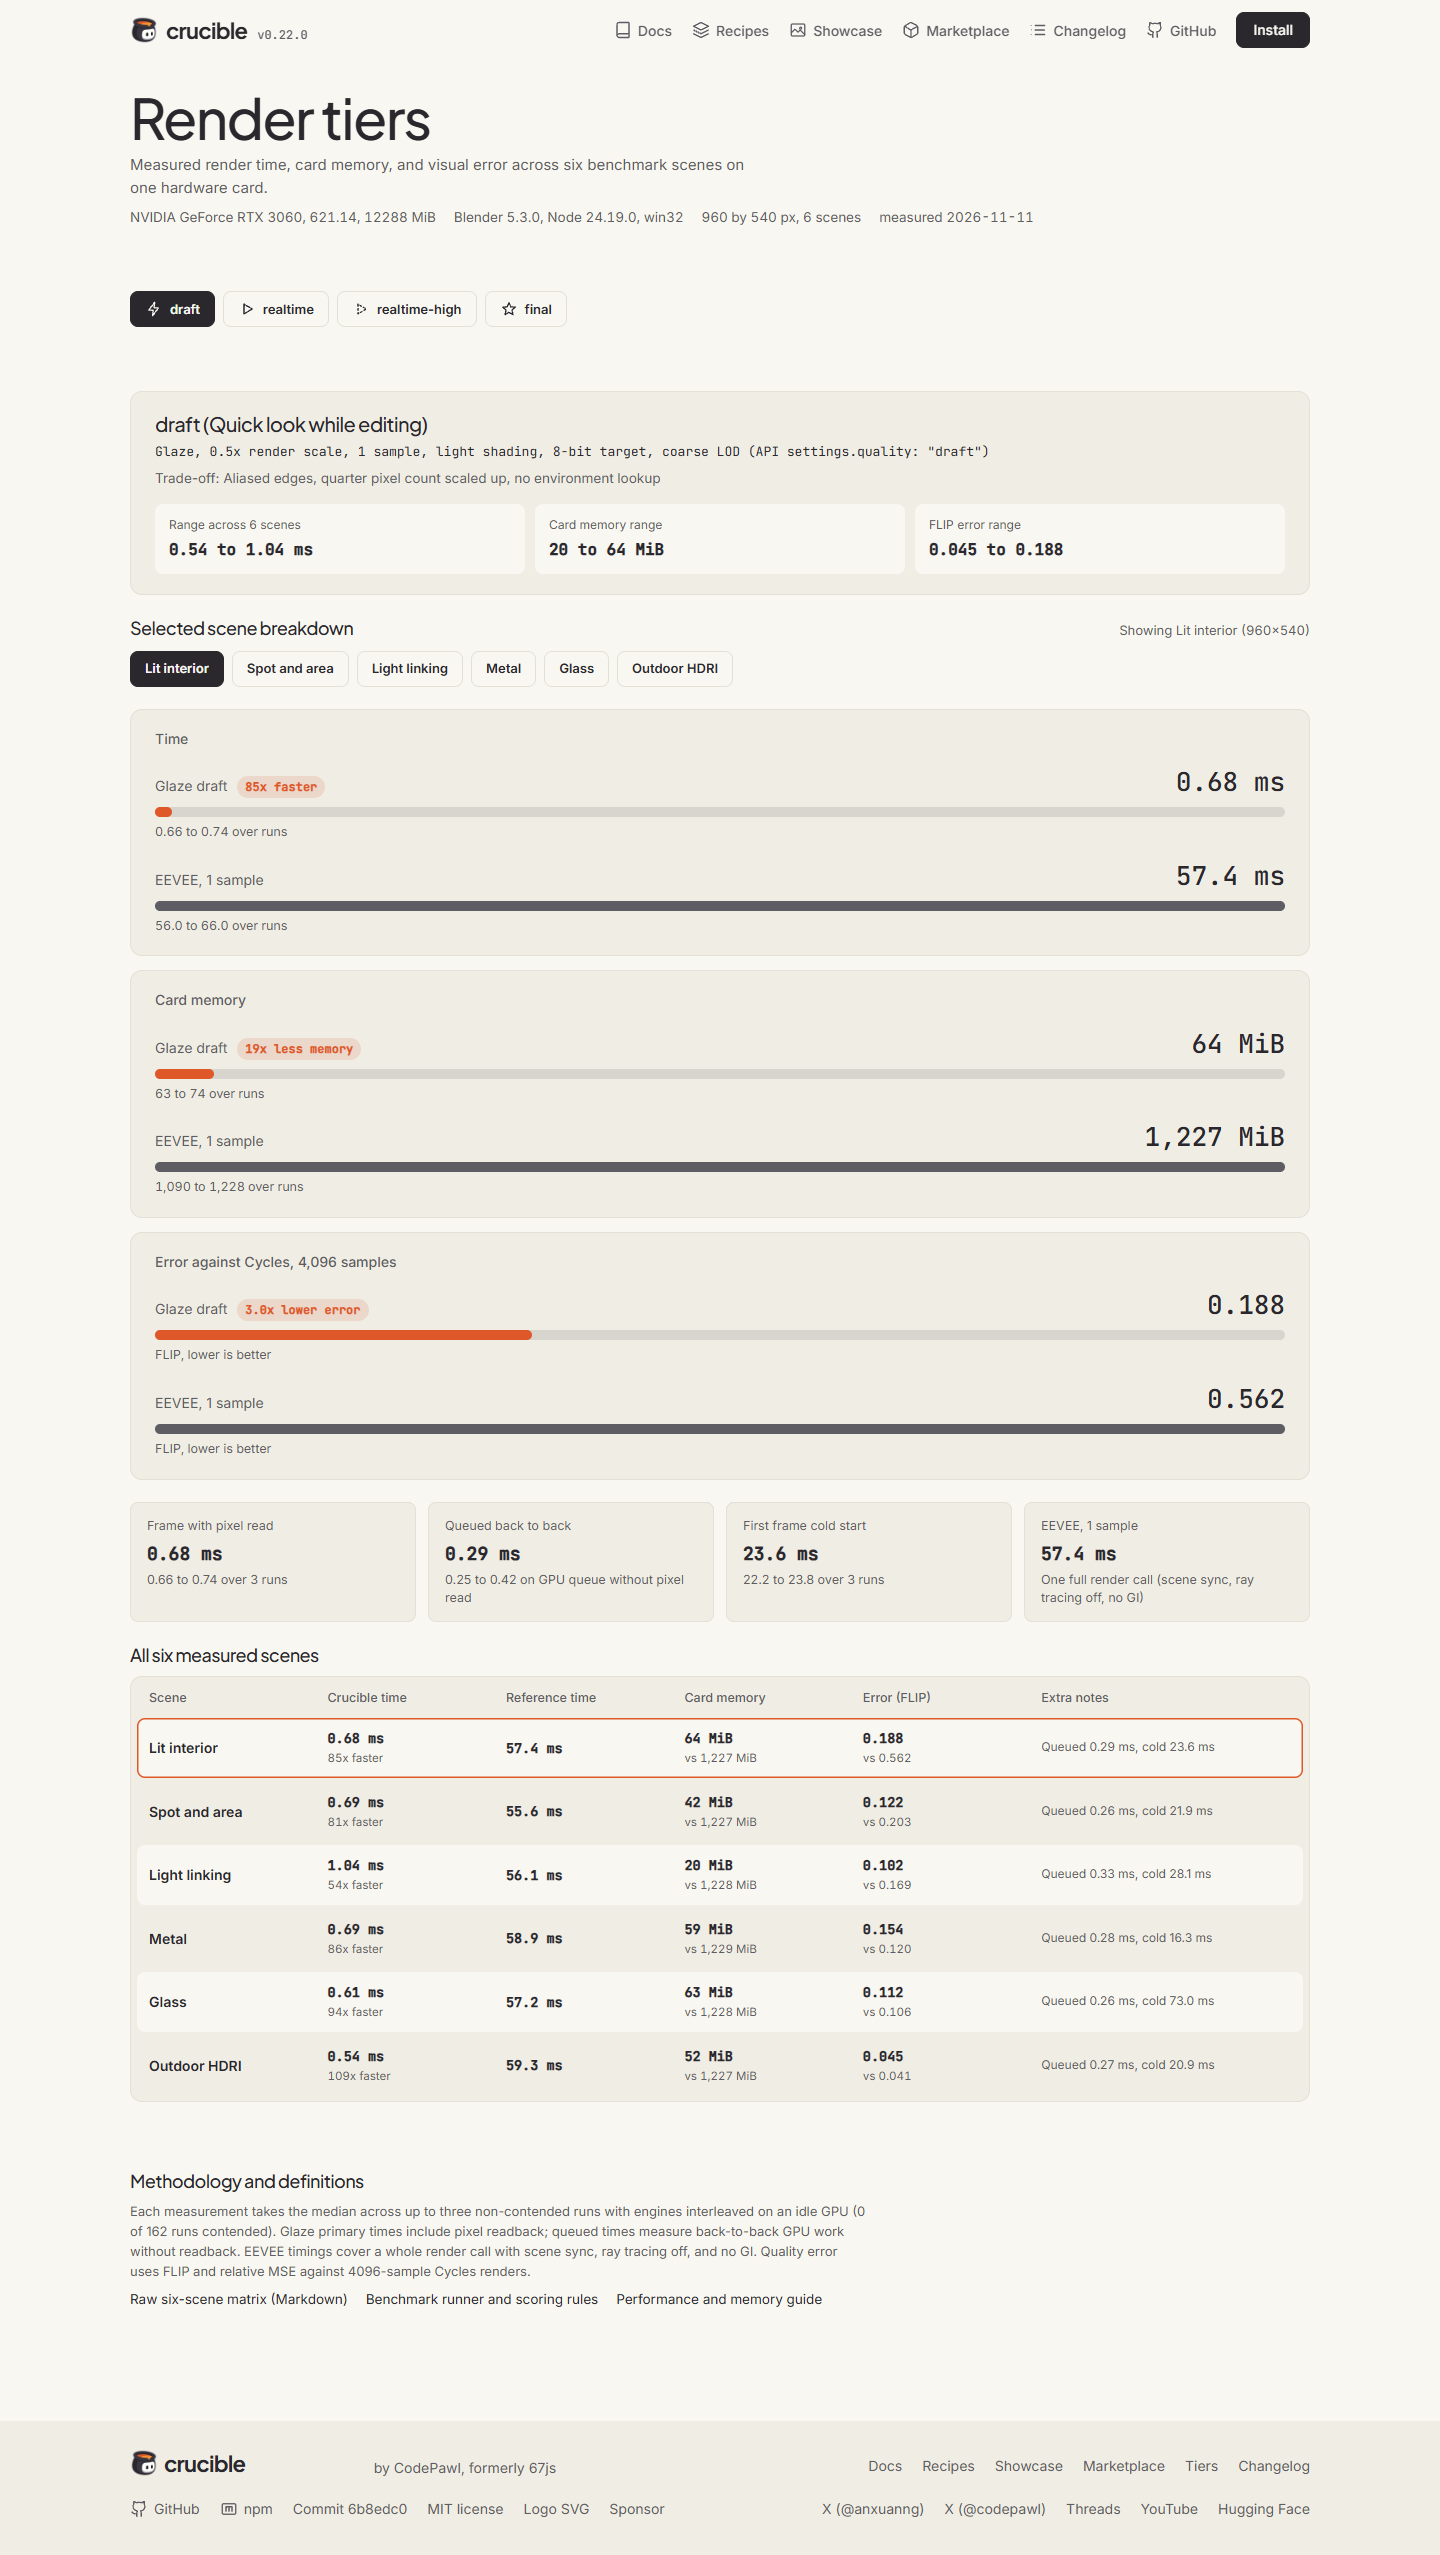 crucible v0.22.0
Docs
Recipes
Showcase
Marketplace
Changelog
GitHub
Install
Render tiers
Measured render time, card memory, and visual error across six benchmark scenes on
one hardware card.
NVIDIA GeForce RTX 3060, 621.14, 12288 MiB
Blender 5.3.0, Node 24.19.0, win32
960 by 540 px, 6 scenes
measured 2026-11-11
draft
realtime
realtime-high
final
draft (Quick look while editing)
Glaze, 0.5x render scale, 1 sample, light shading, 8-bit target, coarse LOD (API settings.quality: "draft")
Trade-off: Aliased edges, quarter pixel count scaled up, no environment lookup
Range across 6 scenes
0.54 to 1.04 ms
Card memory range
20 to 64 MiB
FLIP error range
0.045 to 0.188
Selected scene breakdown
Showing Lit interior (960×540)
Lit interior
Spot and area
Light linking
Metal
Glass
Outdoor HDRI
Time
Glaze draft 85x faster 0.68 ms
0.66 to 0.74 over runs
EEVEE, 1 sample 57.4 ms
56.0 to 66.0 over runs
Card memory
Glaze draft 19x less memory 64 MiB
63 to 74 over runs
EEVEE, 1 sample 1,227 MiB
1,090 to 1,228 over runs
Error against Cycles, 4,096 samples
Glaze draft 3.0x lower error 0.188
FLIP, lower is better
EEVEE, 1 sample 0.562
FLIP, lower is better
Frame with pixel read
0.68 ms
0.66 to 0.74 over 3 runs
Queued back to back
0.29 ms
0.25 to 0.42 on GPU queue without pixel
read
First frame cold start
23.6 ms
22.2 to 23.8 over 3 runs
EEVEE, 1 sample
57.4 ms
One full render call (scene sync, ray
tracing off, no GI)
All six measured scenes
Scene Crucible time Reference time Card memory Error (FLIP) Extra notes
Lit interior
0.68 ms
85x faster
57.4 ms
64 MiB
vs 1,227 MiB
0.188
vs 0.562
Queued 0.29 ms, cold 23.6 ms
Spot and area
0.69 ms
81x faster
55.6 ms
42 MiB
vs 1,227 MiB
0.122
vs 0.203
Queued 0.26 ms, cold 21.9 ms
Light linking
1.04 ms
54x faster
56.1 ms
20 MiB
vs 1,228 MiB
0.102
vs 0.169
Queued 0.33 ms, cold 28.1 ms
Metal
0.69 ms
86x faster
58.9 ms
59 MiB
vs 1,229 MiB
0.154
vs 0.120
Queued 0.28 ms, cold 16.3 ms
Glass
0.61 ms
94x faster
57.2 ms
63 MiB
vs 1,228 MiB
0.112
vs 0.106
Queued 0.26 ms, cold 73.0 ms
Outdoor HDRI
0.54 ms
109x faster
59.3 ms
52 MiB
vs 1,227 MiB
0.045
vs 0.041
Queued 0.27 ms, cold 20.9 ms
Methodology and definitions
Each measurement takes the median across up to three non-contended runs with engines interleaved on an idle GPU (0
of 162 runs contended). Glaze primary times include pixel readback; queued times measure back-to-back GPU work
without readback. EEVEE timings cover a whole render call with scene sync, ray tracing off, and no GI. Quality error
uses FLIP and relative MSE against 4096-sample Cycles renders.
Raw six-scene matrix (Markdown)
Benchmark runner and scoring rules
Performance and memory guide
crucible
by CodePawl, formerly 67js
Docs
Recipes
Showcase
Marketplace
Tiers
Changelog
GitHub
npm
Commit 6b8edc0
MIT license
Logo SVG
Sponsor
X (@anxuanng)
X (@codepawl)
Threads
YouTube
Hugging Face